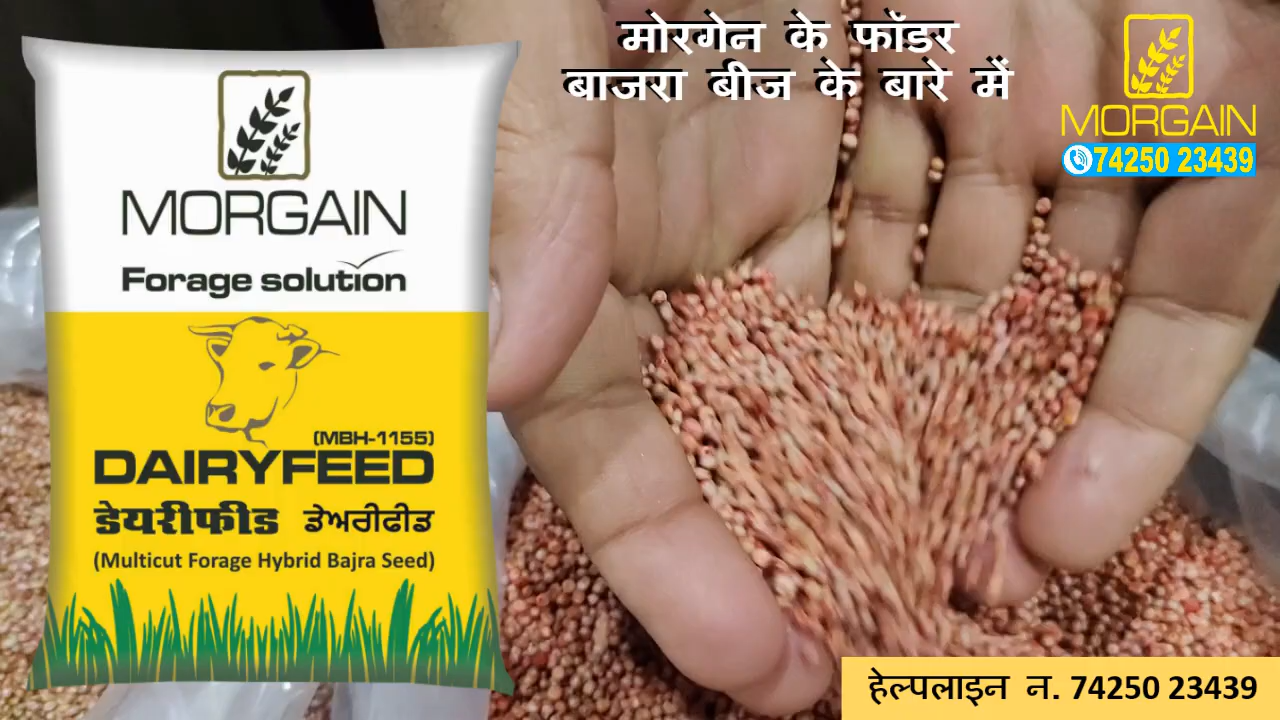 मोरगेन के फॉडर
बाजरा बीज के बारे में
MORGAIN
74250 23439
MORGAIN
Forage solution
(MBH-1155)
DAIRYFEED
डेयरीफीड ਡੇਅਰੀਫੀਡ
(Multicut Forage Hybrid Bajra Seed)
हेल्पलाइन न. 74250 23439